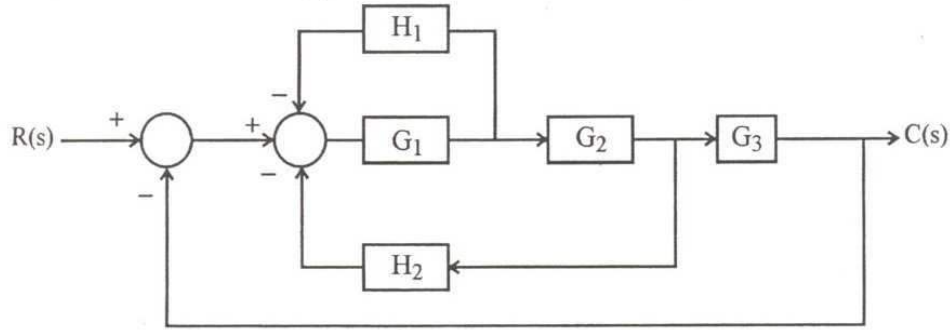 H1
R(s) + + − G1 G2 G3 C(s)
− −
H2